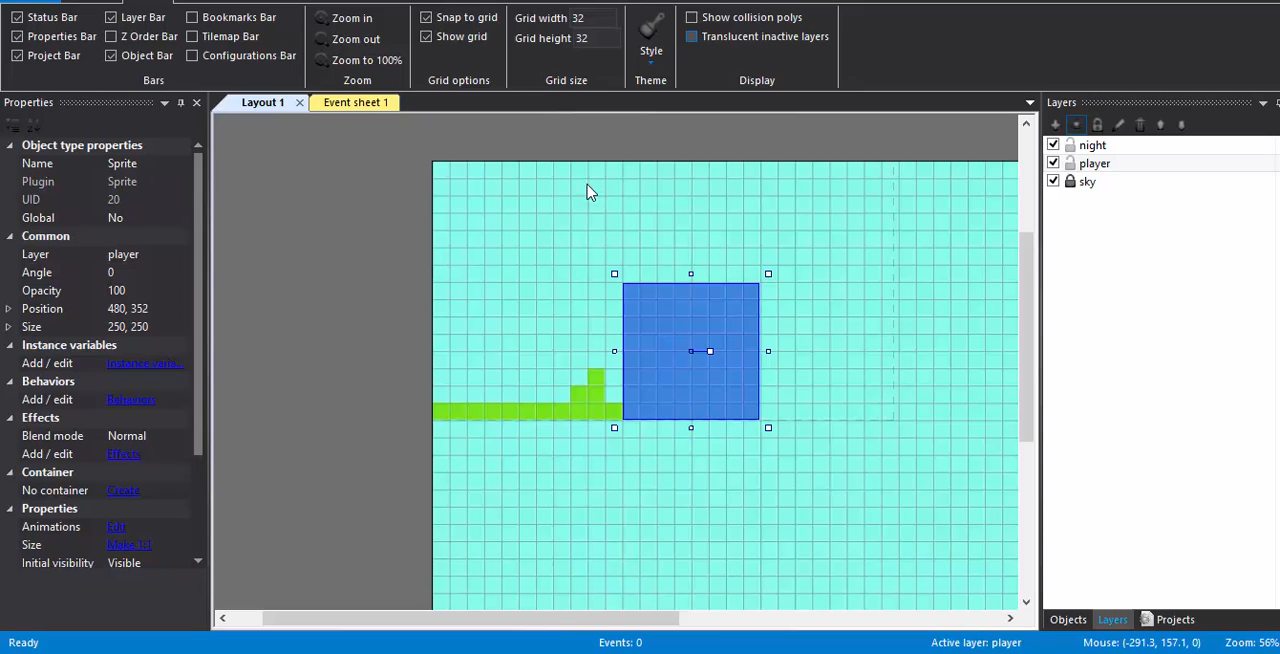 Status Bar Layer Bar Bookmarks Bar
Properties Bar Z Order Bar Tilemap Bar
Project Bar Object Bar Configurations Bar
Bars
Zoom in
Zoom out
Zoom to 100%
Zoom
Snap to grid
Show grid
Grid options
Grid width 32
Grid height 32
Grid size
Style
Theme
Show collision polys
Translucent inactive layers
Display
Properties
Object type properties
Name Sprite
Plugin Sprite
UID 20
Global No
Common
Layer player
Angle 0
Opacity 100
Position 480, 352
Size 250, 250
Instance variables
Add / edit Instance varia...
Behaviors
Add / edit Behaviors
Effects
Blend mode Normal
Add / edit Effects
Container
No container Create
Properties
Animations Edit
Size Make 1:1
Initial visibility Visible
Layout 1 Event sheet 1
Layers
night
player
sky
Objects Layers Projects
Ready Events: 0 Active layer: player Mouse: (-291.3, 157.1, 0) Zoom: 56%